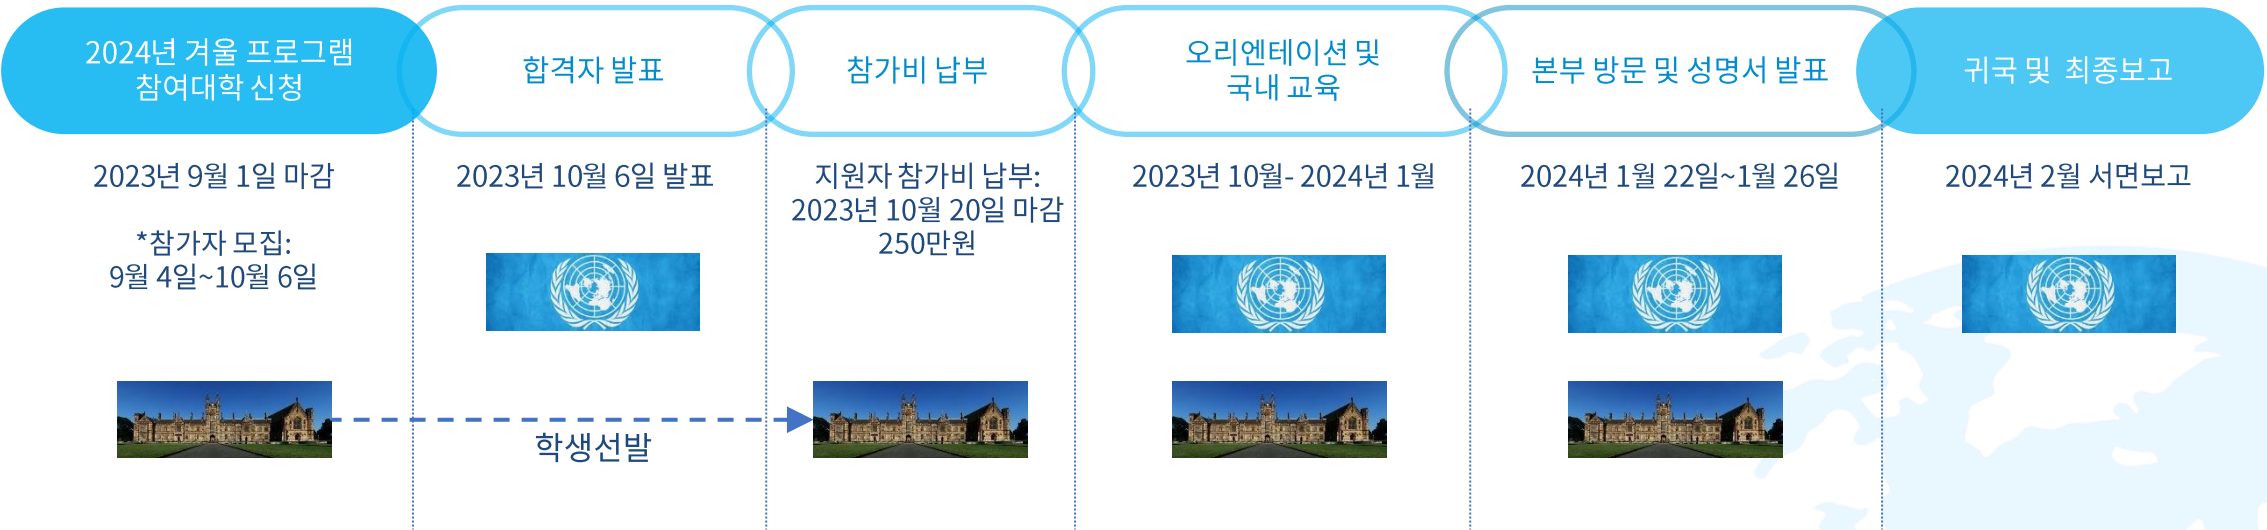 2024년 겨울 프로그램
참여대학 신청
합격자 발표
참가비 납부
오리엔테이션 및
국내 교육
본부 방문 및 성명서 발표
귀국 및 최종보고
2023년 9월 1일 마감
*참가자 모집:
9월 4일~10월 6일
2023년 10월 6일 발표
지원자 참가비 납부:
2023년 10월 20일 마감
250만원
2023년 10월- 2024년 1월
2024년 1월 22일~1월 26일
2024년 2월 서면보고
학생선발